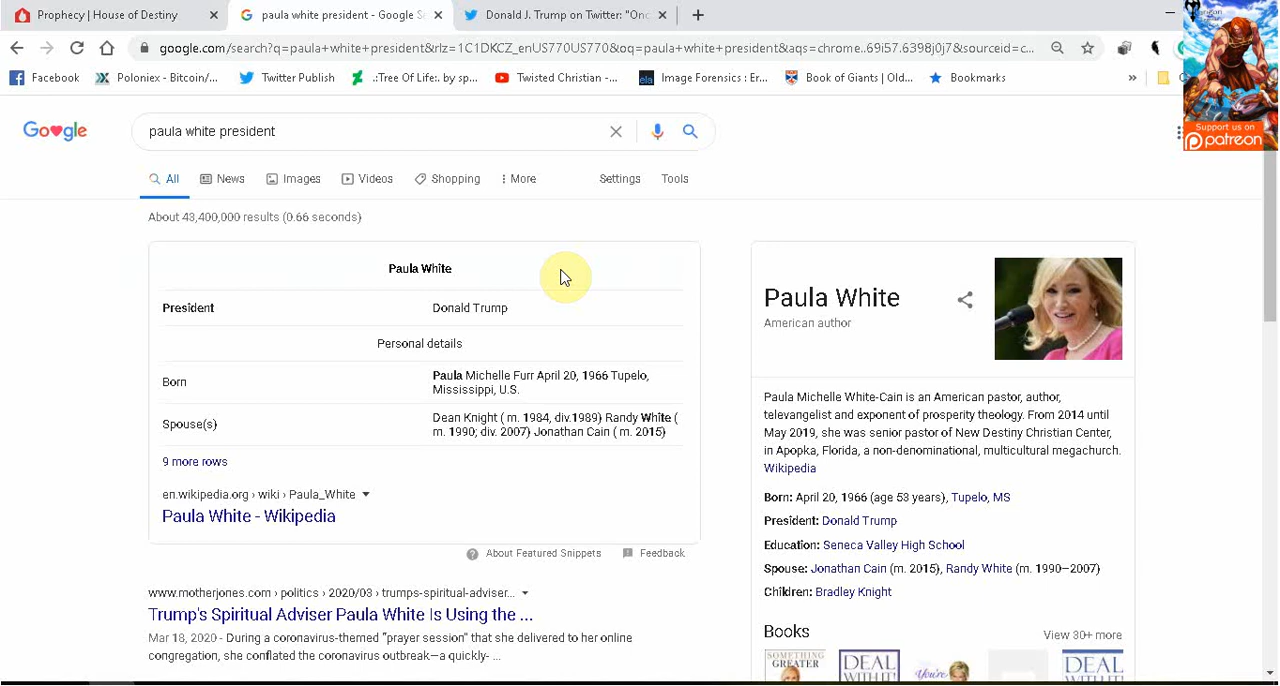 Prophecy | House of Destiny
paula white president - Google Se
Donald J. Trump on Twitter: "Onc
google.com/search?q=paula+white+president&rlz=1C1DKCZ_enUS770US770&oq=paula+white+president&aqs=chrome..69i57.6398j0j7&sourceid=c...
Facebook
Poloniex - Bitcoin/...
Twitter Publish
.:Tree Of Life:. by sp...
Twisted Christian -...
Image Forensics : Er...
Book of Giants | Old...
Bookmarks
»
Support us on
patreon
Google
paula white president
All
News
Images
Videos
Shopping
More
Settings
Tools
About 43,400,000 results (0.66 seconds)
Paula White
President Donald Trump
Personal details
Born Paula Michelle Furr April 20, 1966 Tupelo,
Mississippi, U.S.
Spouse(s) Dean Knight ( m. 1984, div.1989) Randy White (
m. 1990; div. 2007) Jonathan Cain ( m. 2015)
9 more rows
en.wikipedia.org › wiki › Paula_White
Paula White - Wikipedia
About Featured Snippets
Feedback
www.motherjones.com › politics › 2020/03 › trumps-spiritual-adviser...
Trump's Spiritual Adviser Paula White Is Using the ...
Mar 18, 2020 - During a coronavirus-themed "prayer session" that she delivered to her online
congregation, she conflated the coronavirus outbreak—a quickly- ...
Paula White
American author
Paula Michelle White-Cain is an American pastor, author,
televangelist and exponent of prosperity theology. From 2014 until
May 2019, she was senior pastor of New Destiny Christian Center,
in Apopka, Florida, a non-denominational, multicultural megachurch.
Wikipedia
Born: April 20, 1966 (age 53 years), Tupelo, MS
President: Donald Trump
Education: Seneca Valley High School
Spouse: Jonathan Cain (m. 2015), Randy White (m. 1990–2007)
Children: Bradley Knight
Books
View 30+ more
SOMETHING
GREATER
DEAL
You're
DEAL